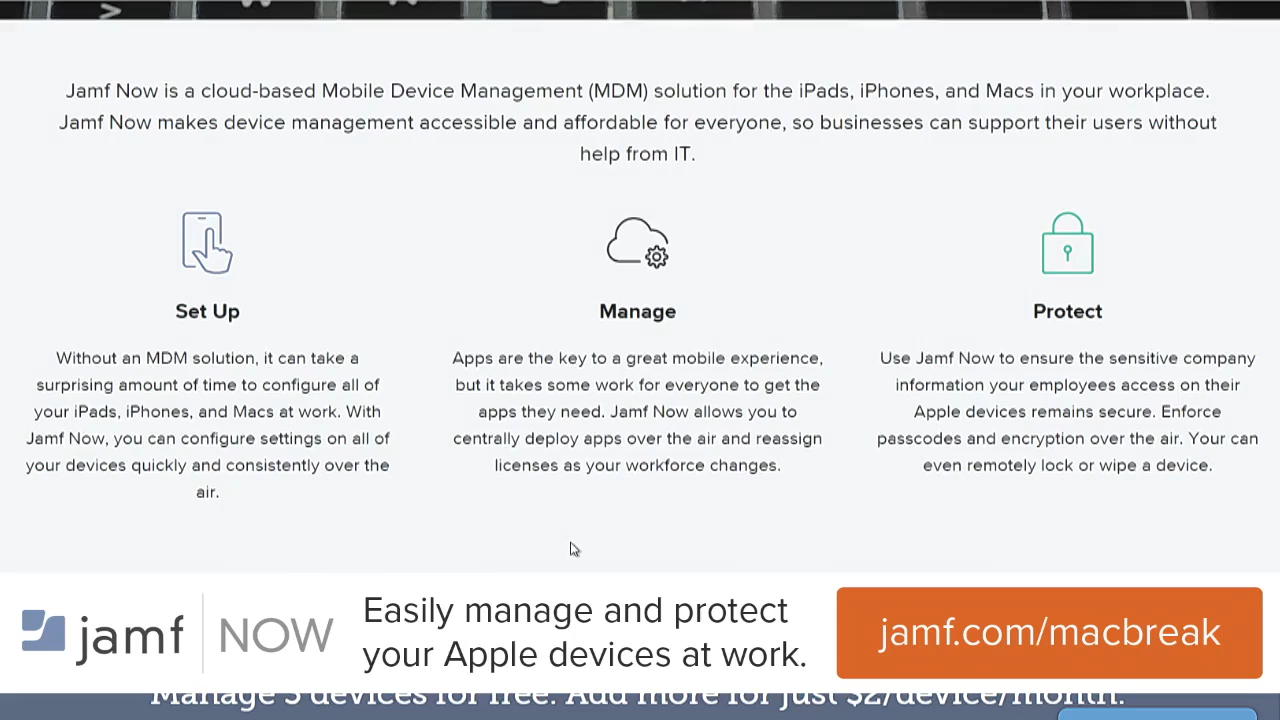 Jamf Now is a cloud-based Mobile Device Management (MDM) solution for the iPads, iPhones, and Macs in your workplace.
Jamf Now makes device management accessible and affordable for everyone, so businesses can support their users without
help from IT.
Set Up
Without an MDM solution, it can take a
surprising amount of time to configure all of
your iPads, iPhones, and Macs at work. With
Jamf Now, you can configure settings on all of
your devices quickly and consistently over the
air.
Manage
Apps are the key to a great mobile experience,
but it takes some work for everyone to get the
apps they need. Jamf Now allows you to
centrally deploy apps over the air and reassign
licenses as your workforce changes.
Protect
Use Jamf Now to ensure the sensitive company
information your employees access on their
Apple devices remains secure. Enforce
passcodes and encryption over the air. Your can
even remotely lock or wipe a device.
jamf NOW
Easily manage and protect
your Apple devices at work.
jamf.com/macbreak
Manage 3 devices for free. Add more for just $2/device/month.